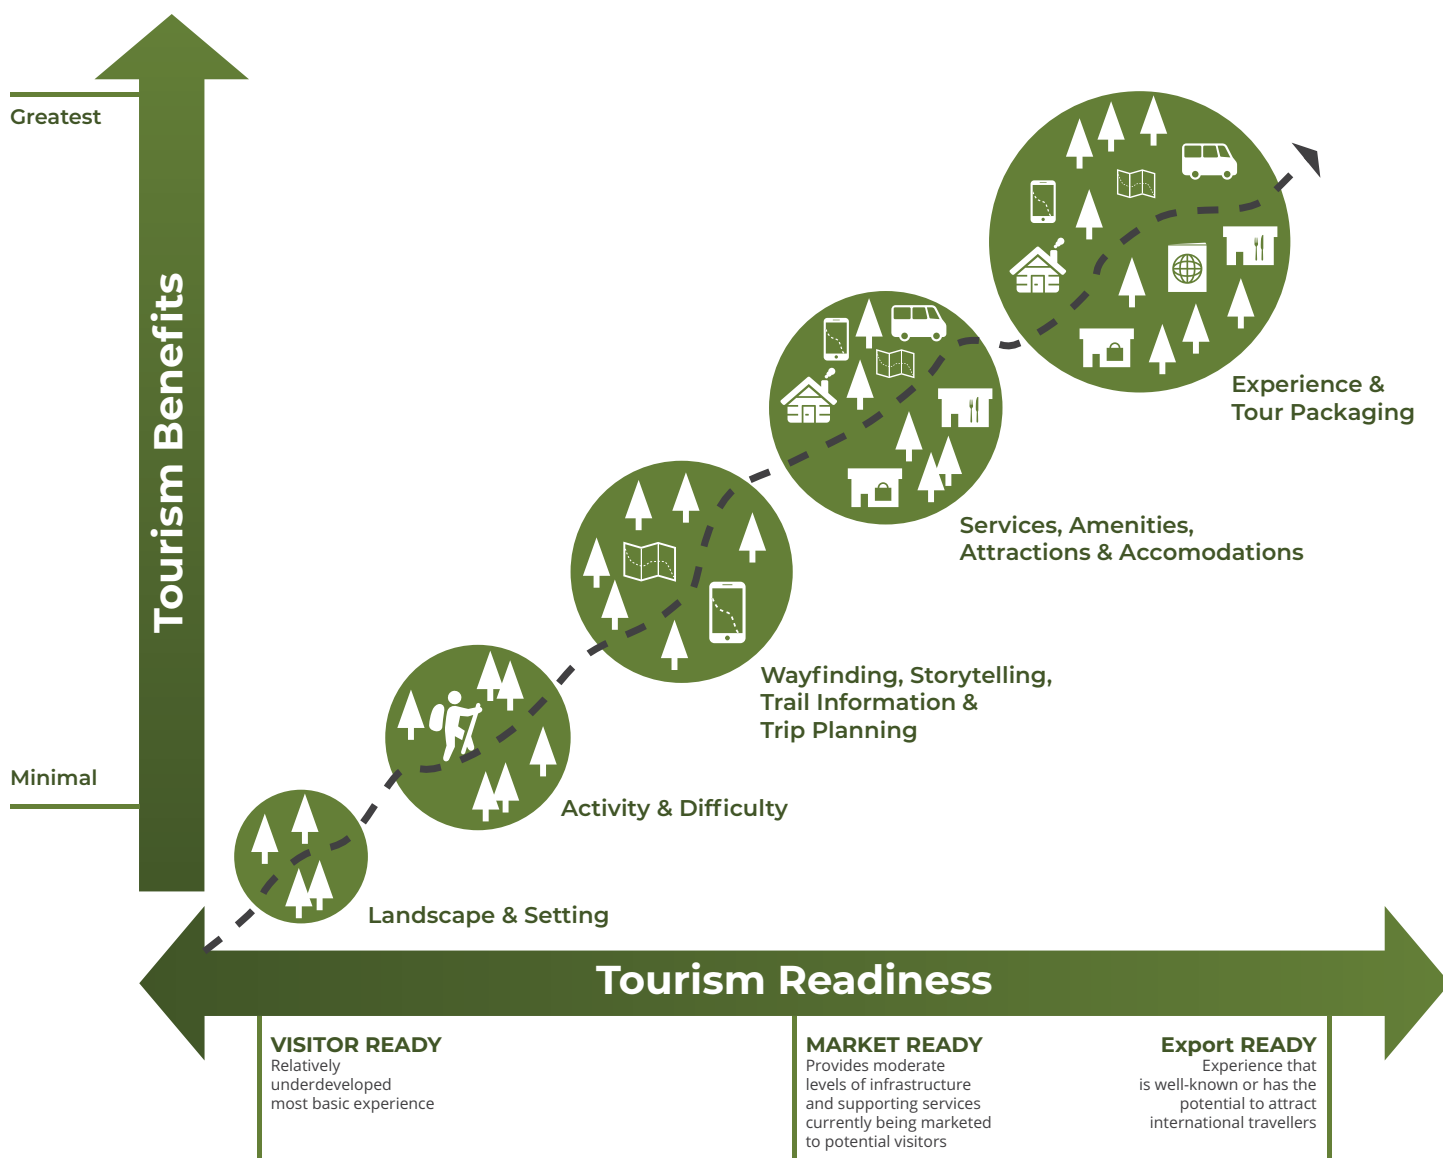 Greatest
Tourism Benefits
Minimal
Experience &
Tour Packaging
Services, Amenities,
Attractions & Accomodations
Wayfinding, Storytelling,
Trail Information &
Trip Planning
Activity & Difficulty
Landscape & Setting
Tourism Readiness
VISITOR READY
Relatively
underdeveloped
most basic experience
MARKET READY
Provides moderate
levels of infrastructure
and supporting services
currently being marketed
to potential visitors
Export READY
Experience that
is well-known or has the
potential to attract
international travellers